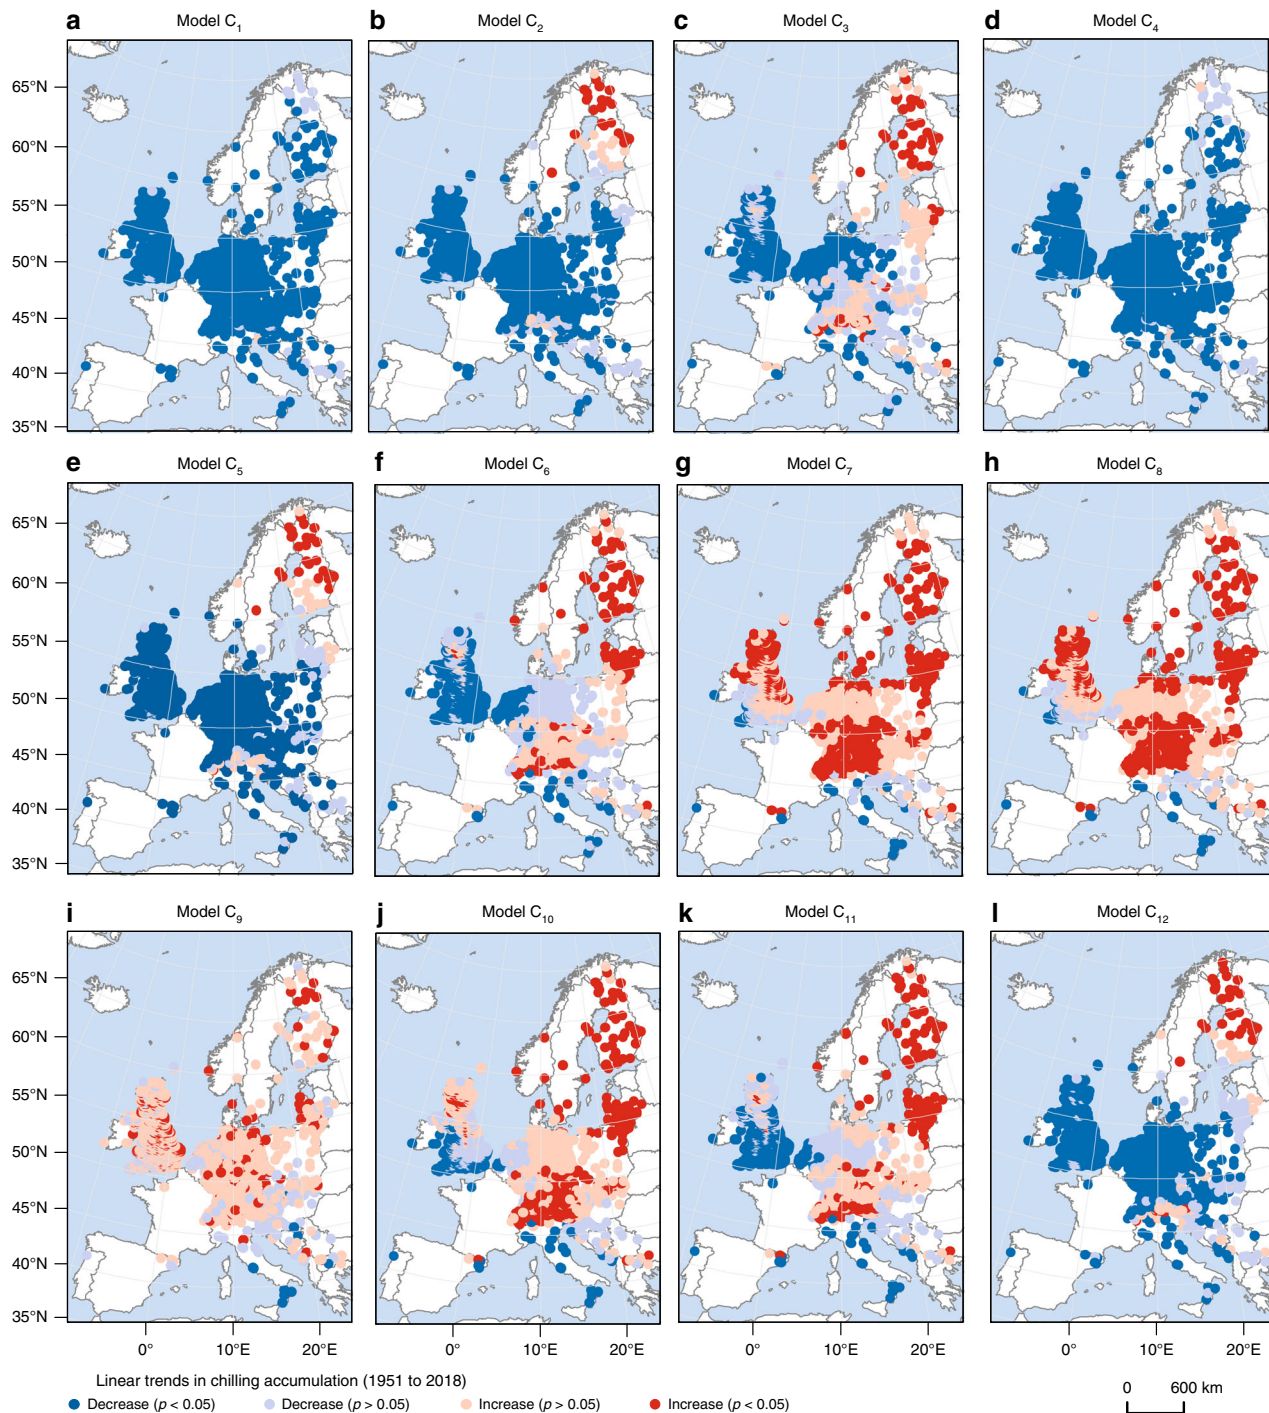 a Model C1 b Model C2 c Model C3 d Model C4
65°N
60°N
55°N
50°N
45°N
40°N
35°N
e Model C5 f Model C6 g Model C7 h Model C8
65°N
60°N
55°N
50°N
45°N
40°N
35°N
i Model C9 j Model C10 k Model C11 l Model C12
65°N
60°N
55°N
50°N
45°N
40°N
35°N
0° 10°E 20°E 0° 10°E 20°E 0° 10°E 20°E 0° 10°E 20°E
Linear trends in chilling accumulation (1951 to 2018)
Decrease (p < 0.05) Decrease (p > 0.05) Increase (p > 0.05) Increase (p < 0.05)
0 600 km